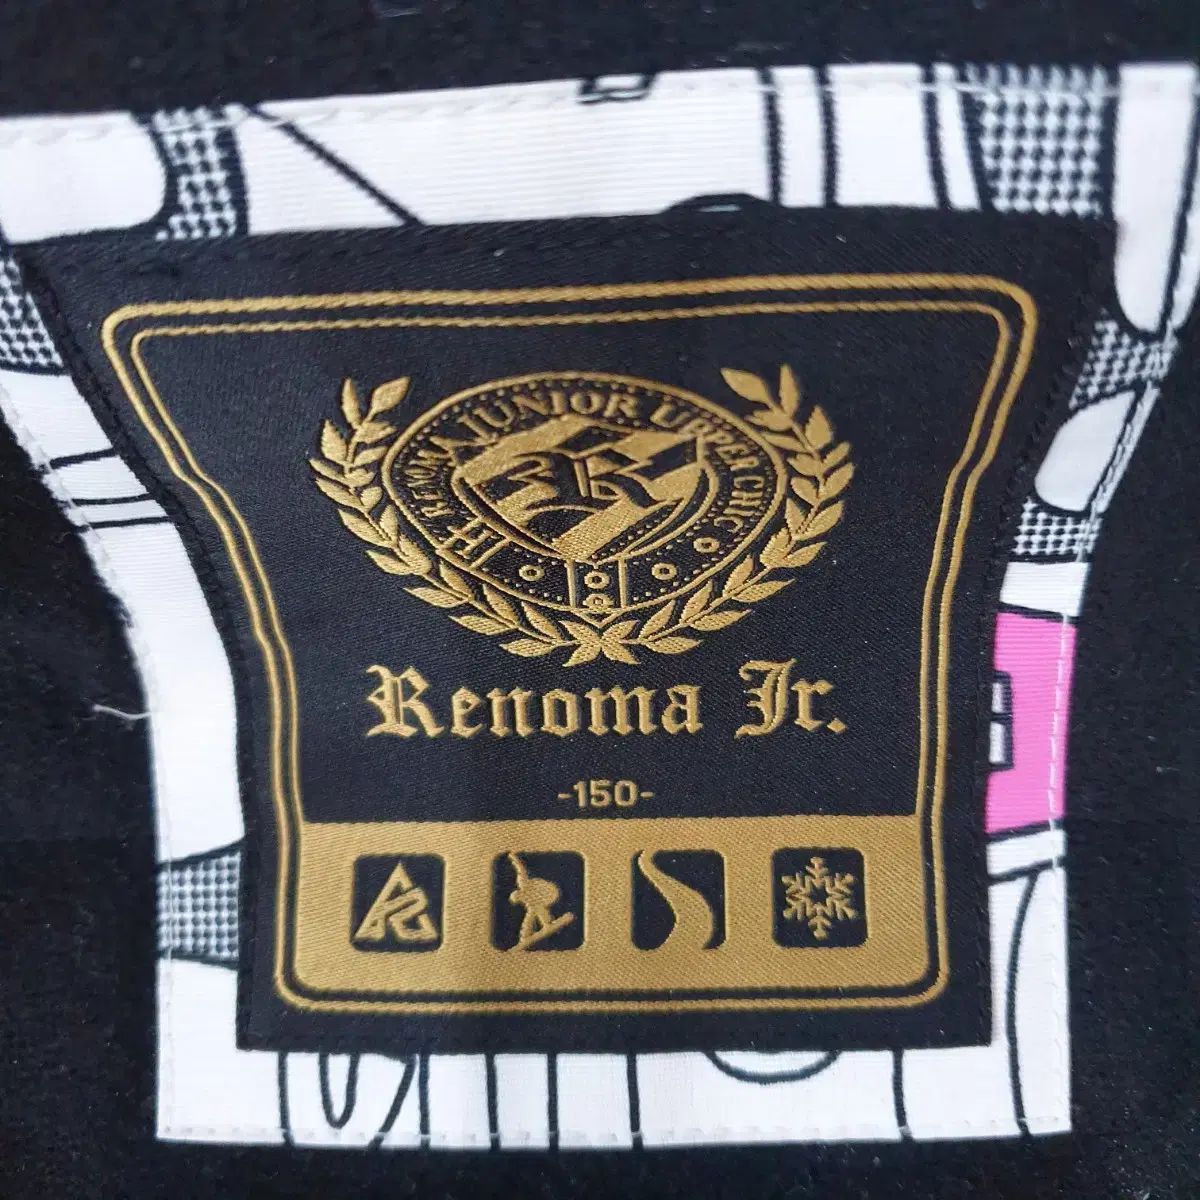 RENOMA JUNIOR UPPER CHIC
Renoma Jr.
-150-